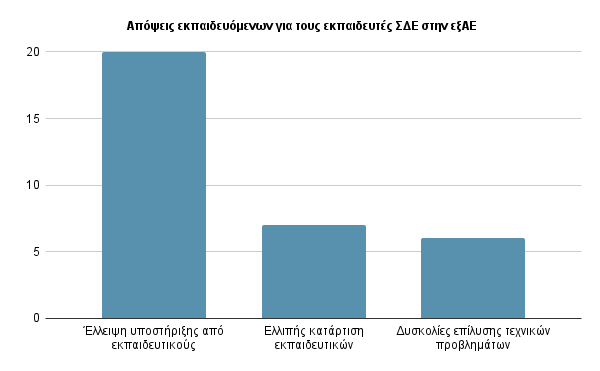 Απόψεις εκπαιδευόμενων για τους εκπαιδευτές ΣΔΕ στην εξΑΕ
20
15
10
5
0
Έλλειψη υποστήριξης από
εκπαιδευτικούς
Ελλιπής κατάρτιση
εκπαιδευτικών
Δυσκολίες επίλυσης τεχνικών
προβλημάτων